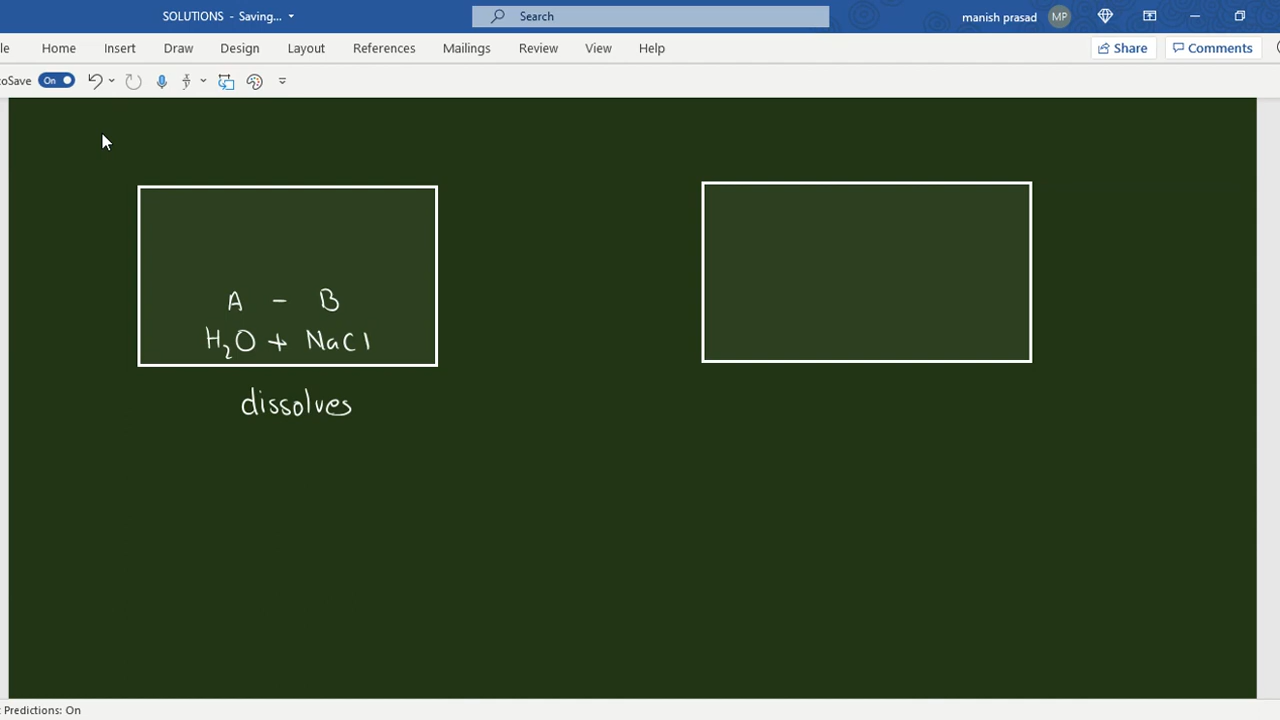 SOLUTIONS - Saving...
Search
manish prasad MP
le Home Insert Draw Design Layout References Mailings Review View Help
Share Comments
oSave On
A - B
H₂O + NaCl
dissolves
Predictions: On